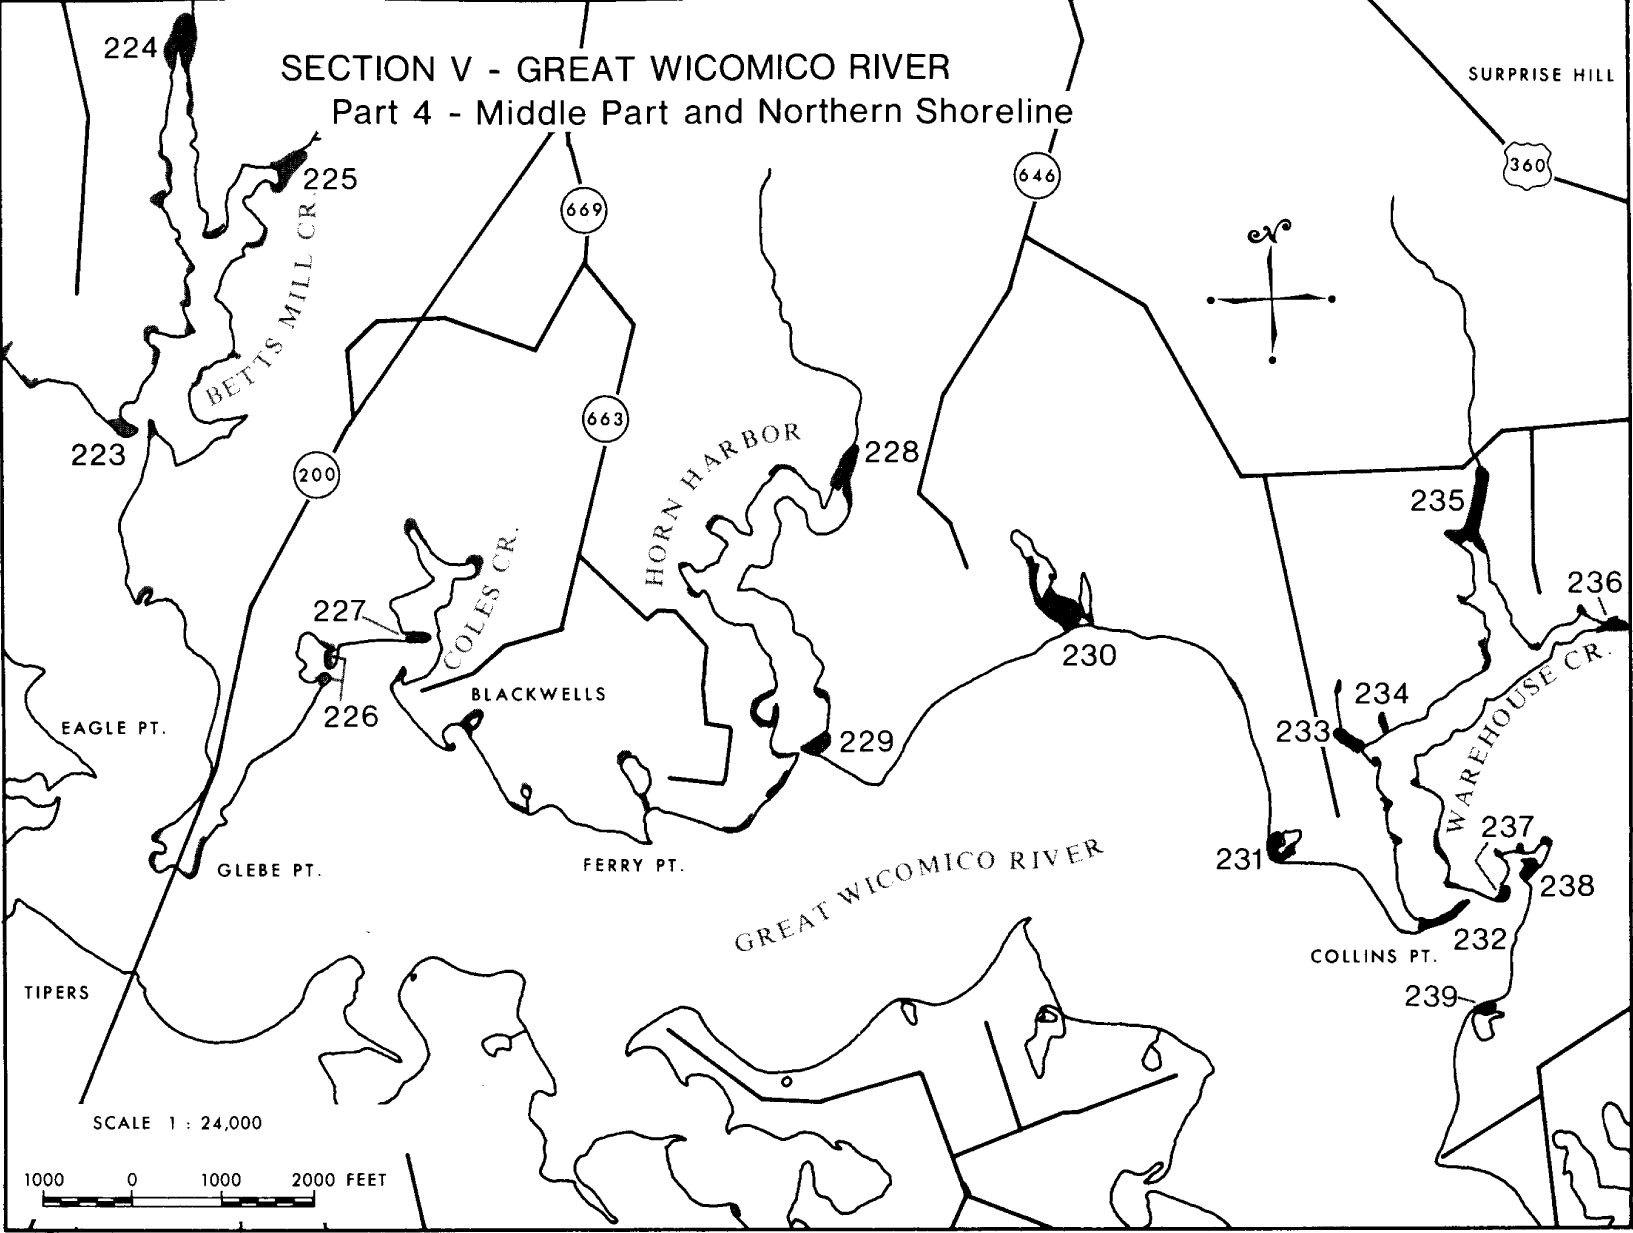 224
SECTION V - GREAT WICOMICO RIVER
Part 4 - Middle Part and Northern Shoreline
SURPRISE HILL
360
646
225
669
N
BETTS MILL CR.
663
HORN HARBOR
228
223
200
235
COLES CR.
227
236
230
226
BLACKWELLS
EAGLE PT.
229
234
233
WAREHOUSE CR.
237
231
238
GLEBE PT.
FERRY PT.
GREAT WICOMICO RIVER
232
COLLINS PT.
TIPERS
239
SCALE 1 : 24,000
1000 0 1000 2000 FEET